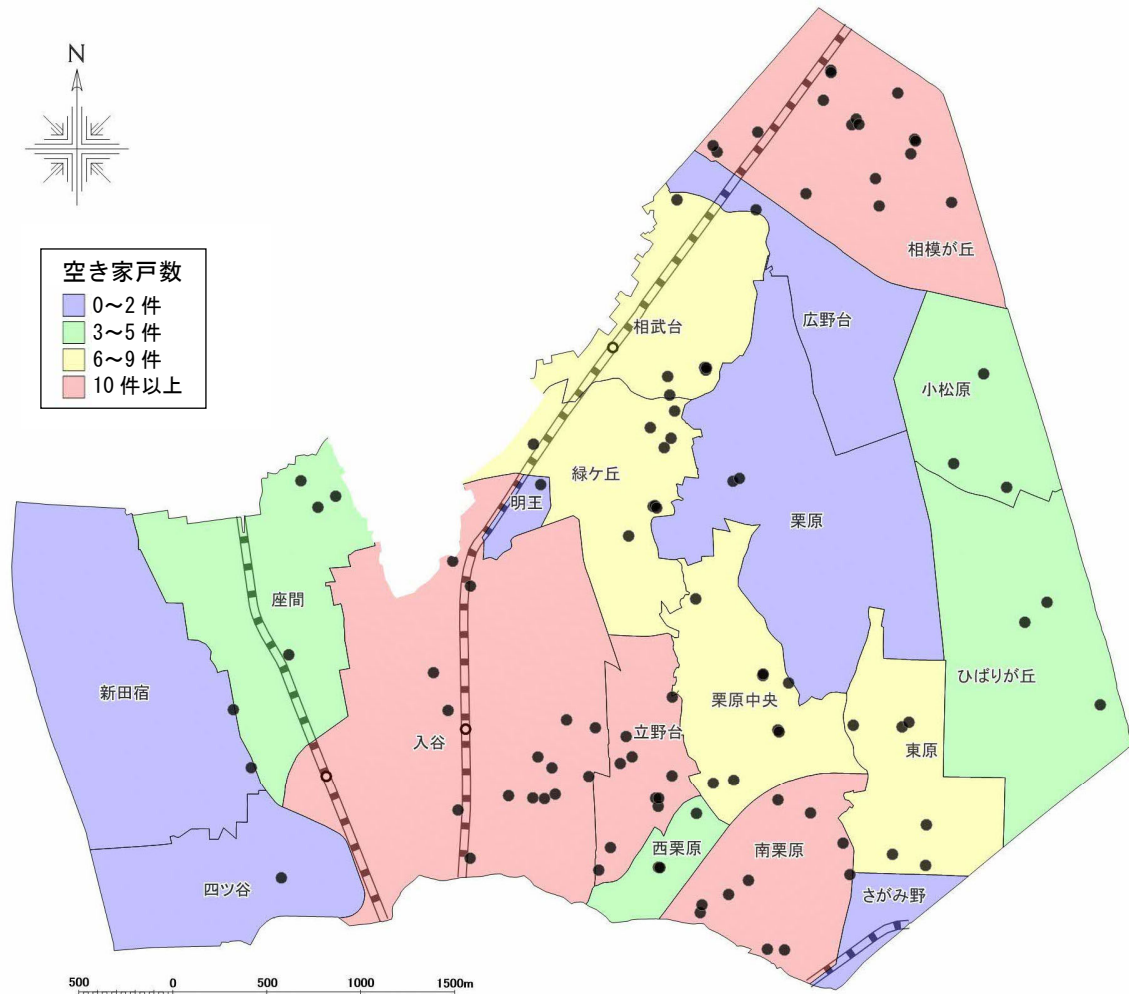 N
空き家戸数
0～2 件
3～5 件
6～9 件
10 件以上
相模が丘
広野台
相武台
小松原
緑ケ丘
明王
栗原
座間
ひばりが丘
新田宿
栗原中央
入谷
立野台
東原
西栗原
南栗原
四ツ谷
さがみ野
500 0 500 1000 1500m